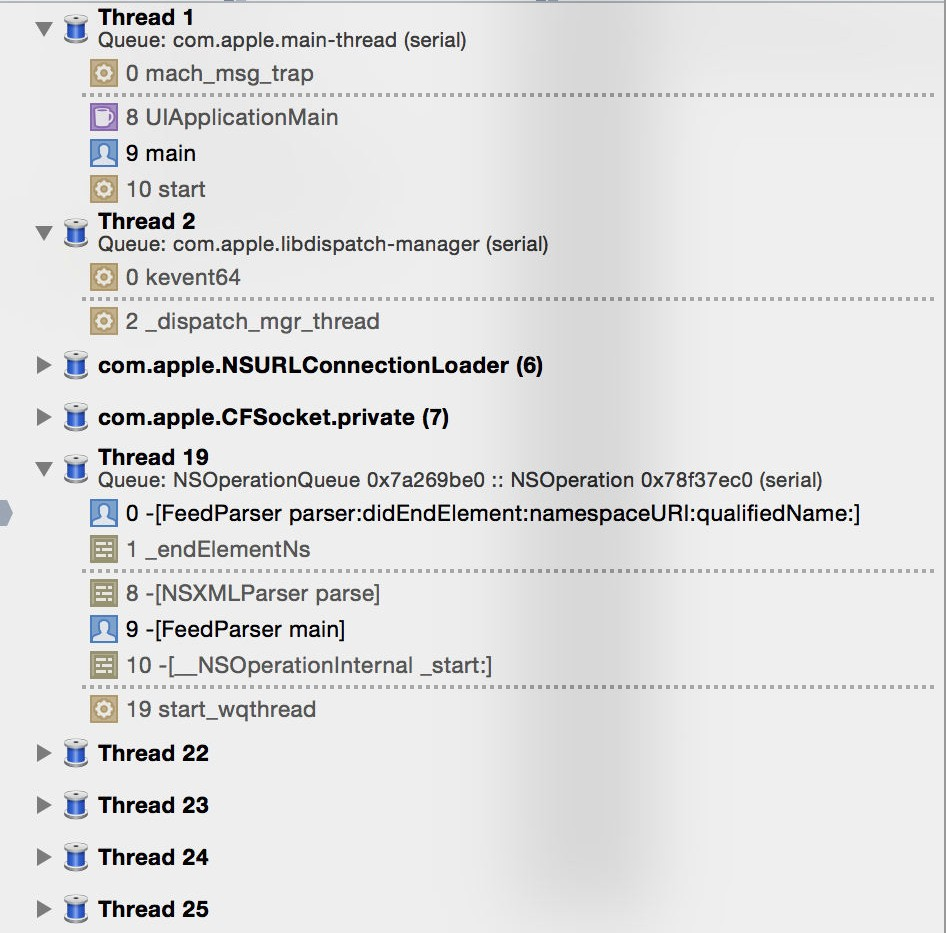 Thread 1
Queue: com.apple.main-thread (serial)
0 mach_msg_trap
8 UIApplicationMain
9 main
10 start
Thread 2
Queue: com.apple.libdispatch-manager (serial)
0 kevent64
2 _dispatch_mgr_thread
com.apple.NSURLConnectionLoader (6)
com.apple.CFSocket.private (7)
Thread 19
Queue: NSOperationQueue 0x7a269be0 :: NSOperation 0x78f37ec0 (serial)
0 -[FeedParser parser:didEndElement:namespaceURI:qualifiedName:]
1 _endElementNs
8 -[NSXMLParser parse]
9 -[FeedParser main]
10 -[__NSOperationInternal _start:]
19 start_wqthread
Thread 22
Thread 23
Thread 24
Thread 25